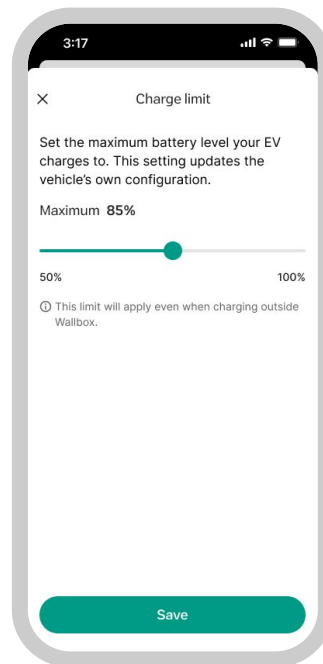 3:17
Charge limit
Set the maximum battery level your EV
charges to. This setting updates the
vehicle’s own configuration.
Maximum 85%
50% 100%
This limit will apply even when charging outside
Wallbox.
Save